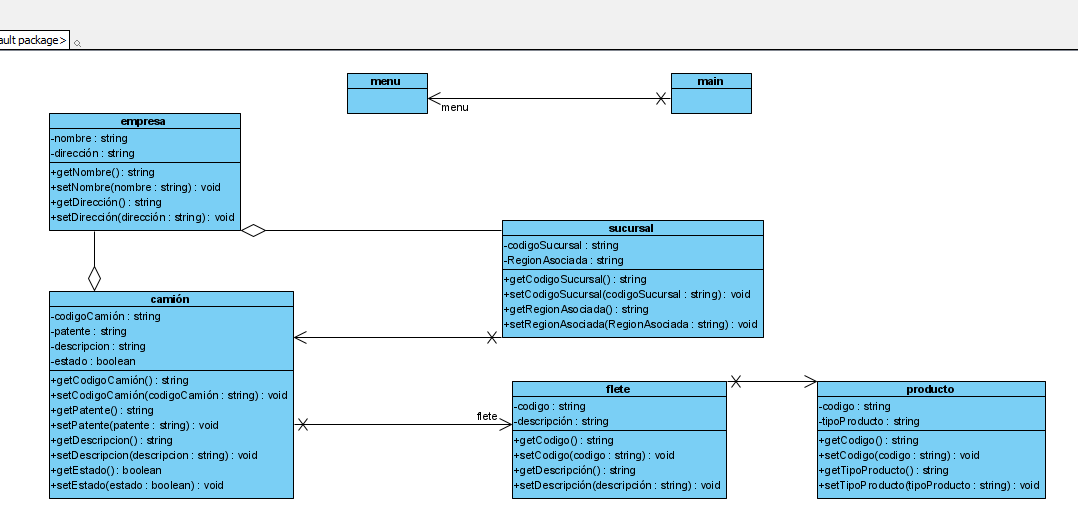 ault package>
menu
main
menu
empresa
-nombre : string
-dirección : string
+getNombre() : string
+setNombre(nombre : string) : void
+getDirección() : string
+setDirección(dirección : string) : void
sucursal
-codigoSucursal : string
-RegionAsociada : string
+getCodigoSucursal() : string
+setCodigoSucursal(codigoSucursal : string) : void
+getRegionAsociada() : string
+setRegionAsociada(RegionAsociada : string) : void
camión
-codigoCamión : string
-patente : string
-descripcion : string
-estado : boolean
+getCodigoCamión() : string
+setCodigoCamión(codigoCamión : string) : void
+getPatente() : string
+setPatente(patente : string) : void
+getDescripcion() : string
+setDescripcion(descripcion : string) : void
+getEstado() : boolean
+setEstado(estado : boolean) : void
flete
flete
-codigo : string
-descripción : string
+getCodigo() : string
+setCodigo(codigo : string) : void
+getDescripción() : string
+setDescripción(descripción : string) : void
producto
-codigo : string
-tipoProducto : string
+getCodigo() : string
+setCodigo(codigo : string) : void
+getTipoProducto() : string
+setTipoProducto(tipoProducto : string) : void